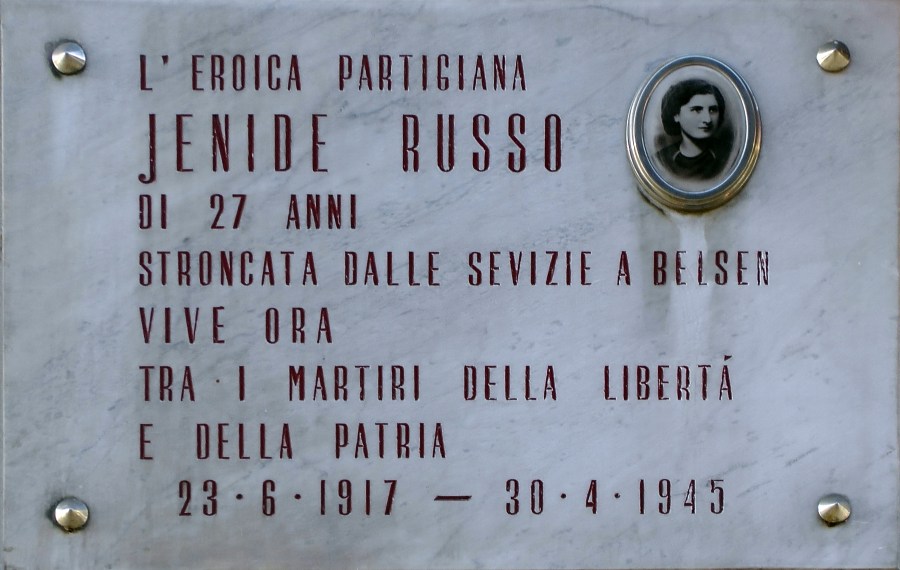 L' EROICA PARTIGIANA
JENIDE RUSSO
DI 27 ANNI
STRONCATA DALLE SEVIZIE A BELSEN
VIVE ORA
TRA I MARTIRI DELLA LIBERTÁ
E DELLA PATRIA
23·6·1917 — 30·4·1945